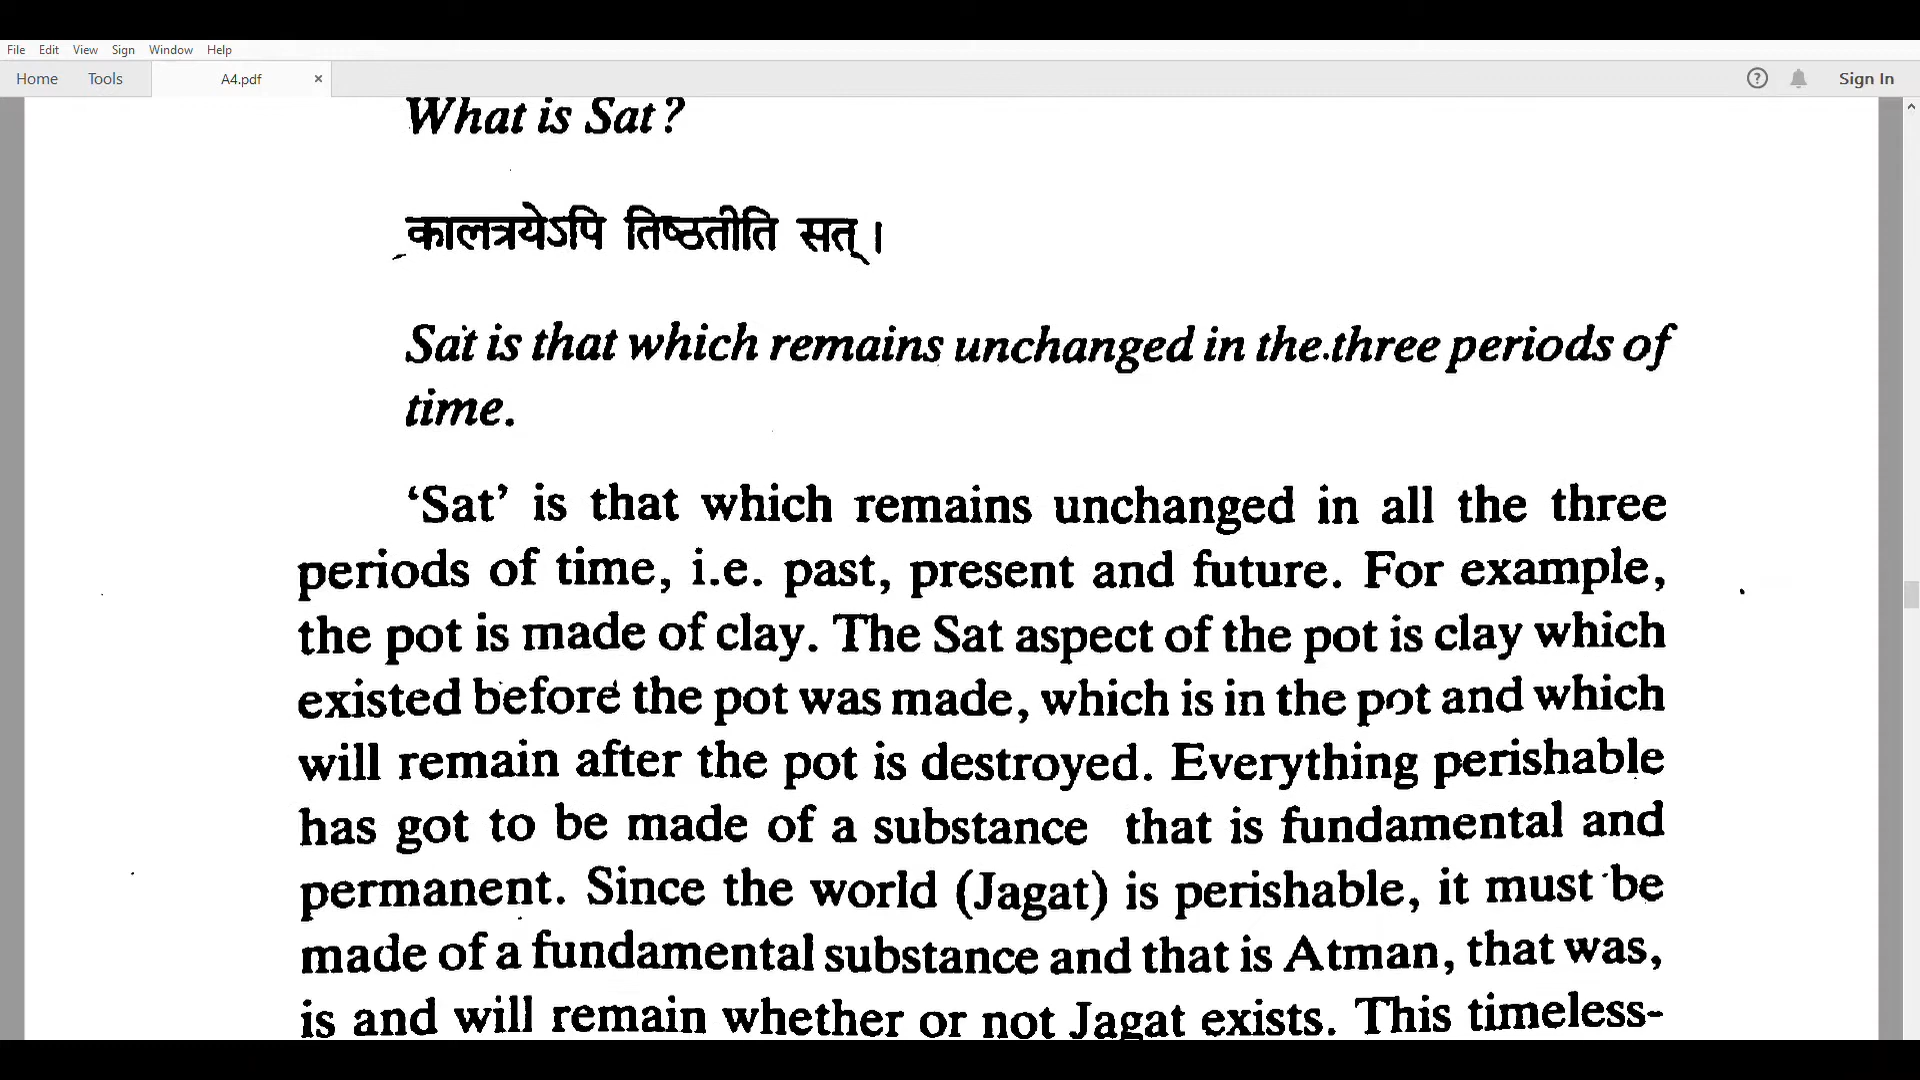 File Edit View Sign Window Help
Home Tools A4.pdf × ? Sign In
What is Sat?
कालत्रयेऽपि तिष्ठतीति सत्।
Sat is that which remains unchanged in the three periods of
time.
‘Sat’ is that which remains unchanged in all the three
periods of time, i.e. past, present and future. For example,
the pot is made of clay. The Sat aspect of the pot is clay which
existed before the pot was made, which is in the pot and which
will remain after the pot is destroyed. Everything perishable
has got to be made of a substance that is fundamental and
permanent. Since the world (Jagat) is perishable, it must be
made of a fundamental substance and that is Atman, that was,
is and will remain whether or not Jagat exists. This timeless-